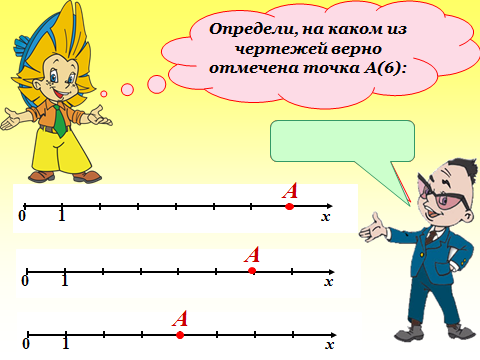 Определи, на каком из
чертежей верно
отмечена точка А(6):
A
0 1 x
A
0 1 x
A
0 1 x